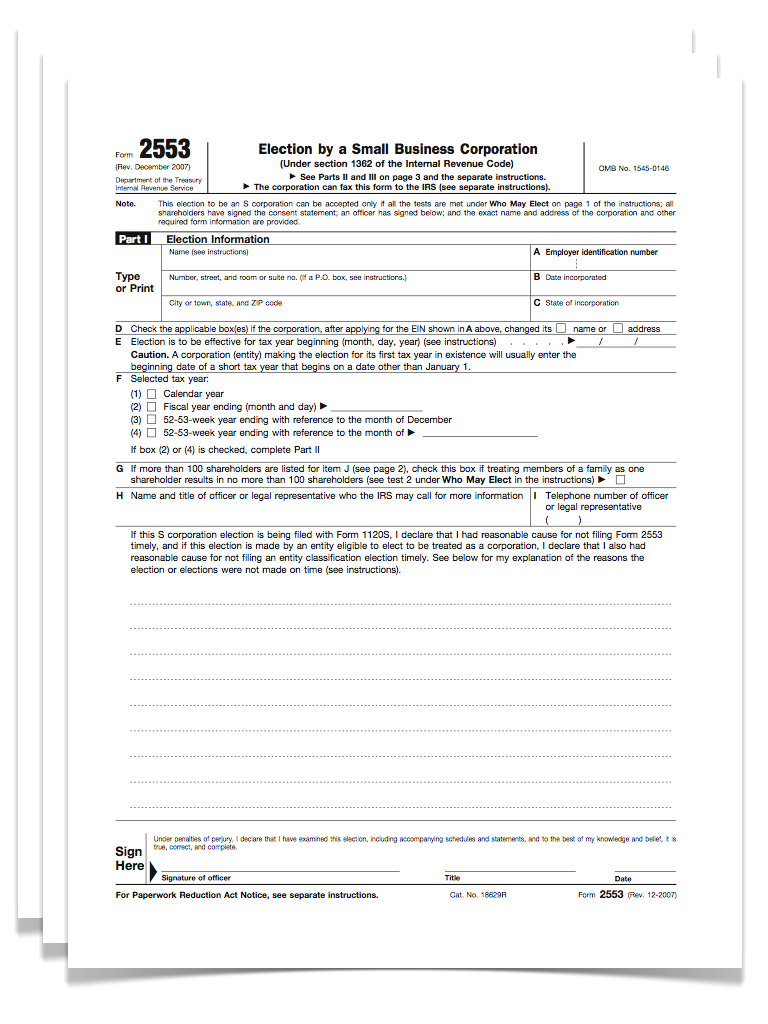 Form 2553
(Rev. December 2007)
Department of the Treasury
Internal Revenue Service
Election by a Small Business Corporation
(Under section 1362 of the Internal Revenue Code)
▶ See Parts II and III on page 3 and the separate instructions.
▶ The corporation can fax this form to the IRS (see separate instructions).
OMB No. 1545-0146
Note. This election to be an S corporation can be accepted only if all the tests are met under Who May Elect on page 1 of the instructions; all
shareholders have signed the consent statement; an officer has signed below; and the exact name and address of the corporation and other
required form information are provided.
Part I Election Information
Type
or Print
Name (see instructions)
A Employer identification number
Number, street, and room or suite no. (If a P.O. box, see instructions.)
B Date incorporated
City or town, state, and ZIP code
C State of incorporation
D Check the applicable box(es) if the corporation, after applying for the EIN shown in A above, changed its ☐ name or ☐ address
E Election is to be effective for tax year beginning (month, day, year) (see instructions) . . . . . ▶ / /
Caution. A corporation (entity) making the election for its first tax year in existence will usually enter the
beginning date of a short tax year that begins on a date other than January 1.
F Selected tax year:
(1) ☐ Calendar year
(2) ☐ Fiscal year ending (month and day) ▶
(3) ☐ 52-53-week year ending with reference to the month of December
(4) ☐ 52-53-week year ending with reference to the month of ▶
If box (2) or (4) is checked, complete Part II
G If more than 100 shareholders are listed for item J (see page 2), check this box if treating members of a family as one
shareholder results in no more than 100 shareholders (see test 2 under Who May Elect in the instructions) ▶ ☐
H Name and title of officer or legal representative who the IRS may call for more information
I Telephone number of officer
or legal representative
( )
If this S corporation election is being filed with Form 1120S, I declare that I had reasonable cause for not filing Form 2553
timely, and if this election is made by an entity eligible to elect to be treated as a corporation, I declare that I also had
reasonable cause for not filing an entity classification election timely. See below for my explanation of the reasons the
election or elections were not made on time (see instructions).
Sign
Here
Under penalties of perjury, I declare that I have examined this election, including accompanying schedules and statements, and to the best of my knowledge and belief, it is
true, correct, and complete.
Signature of officer
Title
Date
For Paperwork Reduction Act Notice, see separate instructions.
Cat. No. 18629R
Form 2553 (Rev. 12-2007)